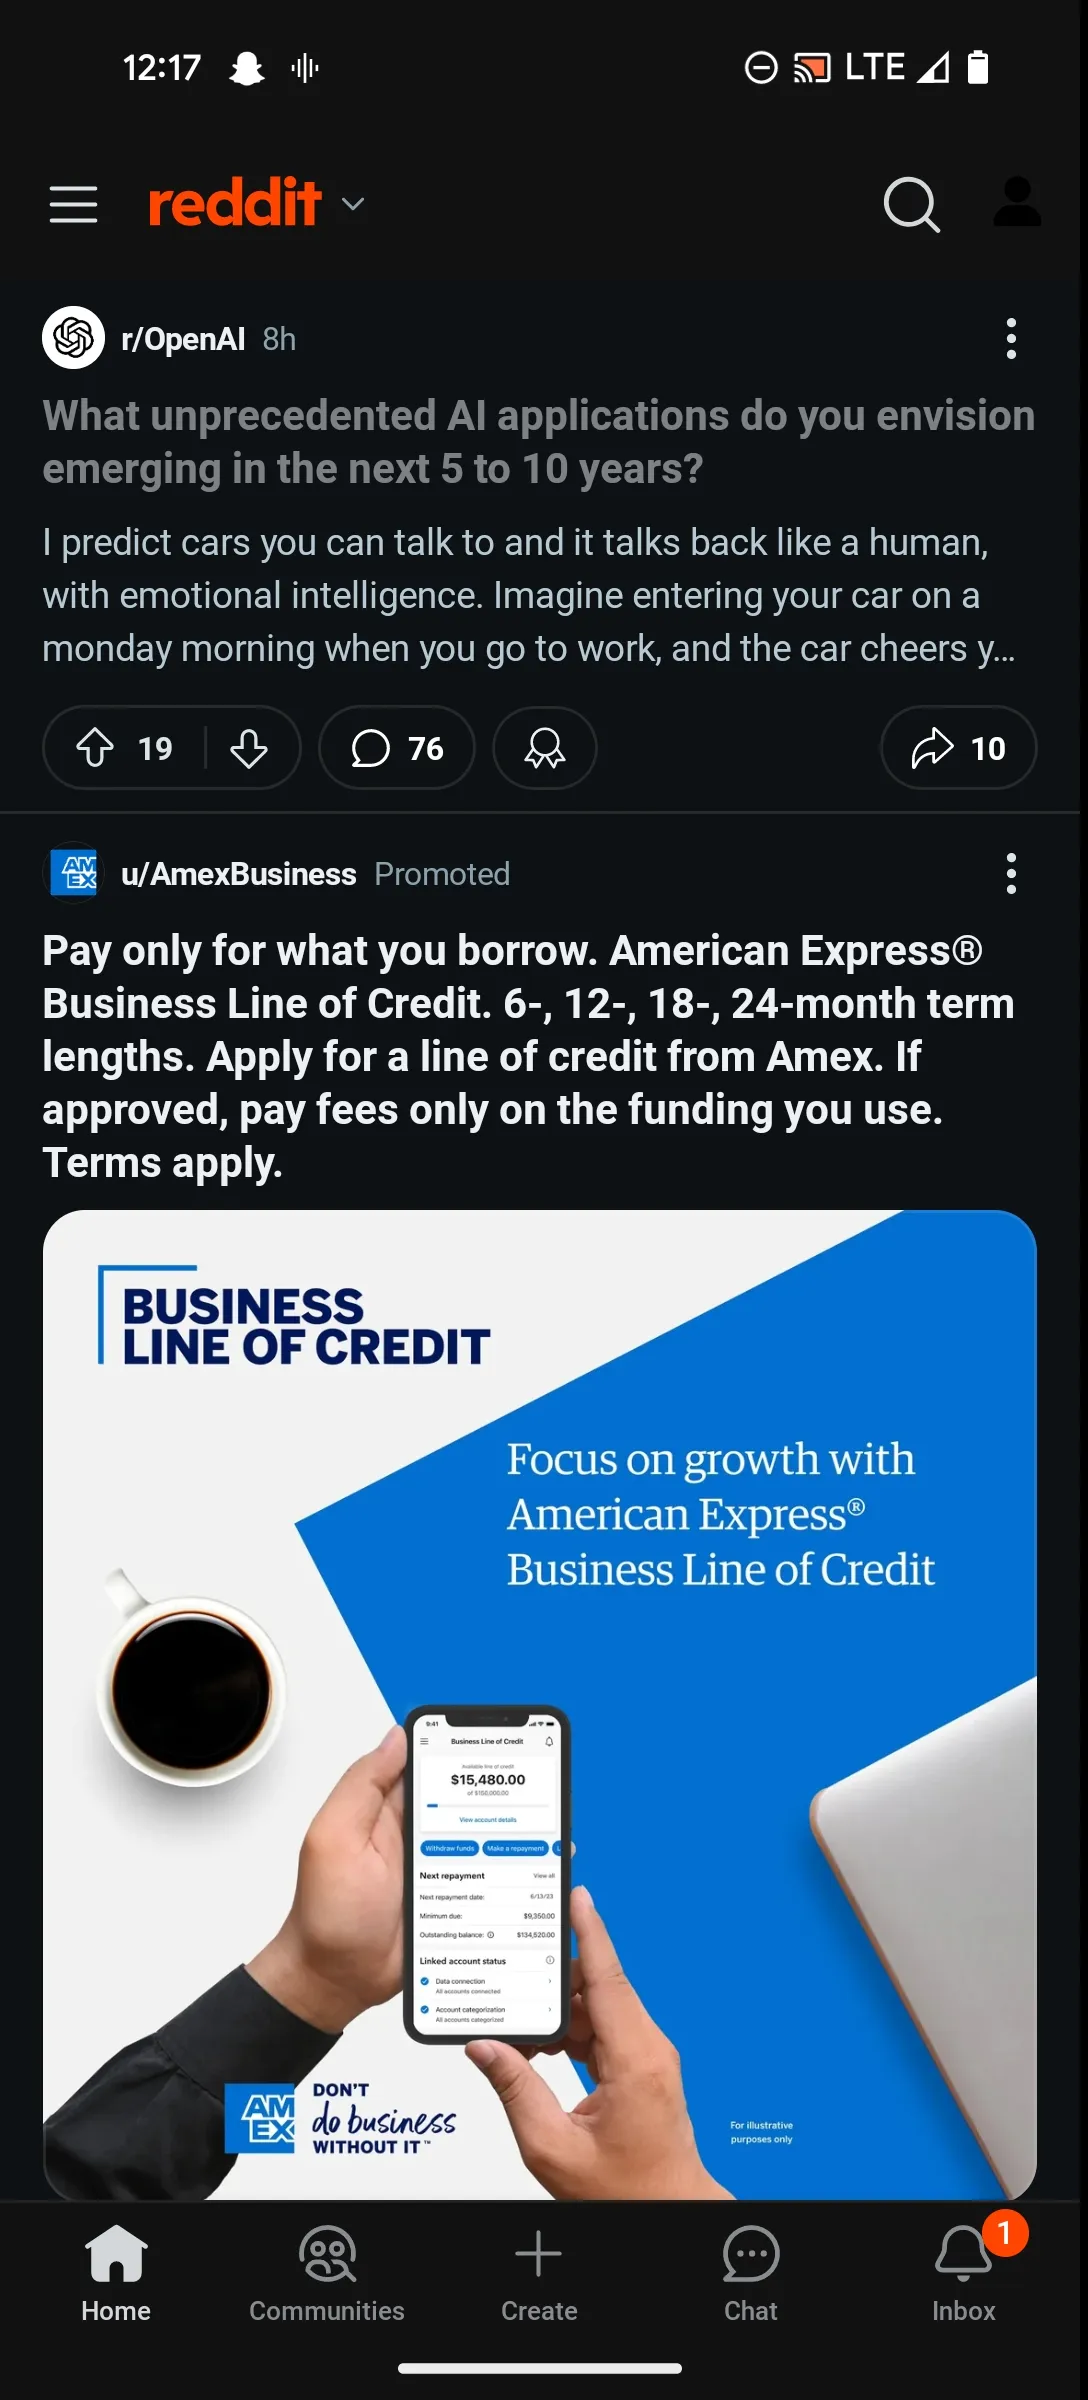 12:17
LTE
reddit
r/OpenAI 8h
What unprecedented AI applications do you envision
emerging in the next 5 to 10 years?
I predict cars you can talk to and it talks back like a human,
with emotional intelligence. Imagine entering your car on a
monday morning when you go to work, and the car cheers y...
19
76
10
AM
EX
u/AmexBusiness Promoted
Pay only for what you borrow. American Express®
Business Line of Credit. 6-, 12-, 18-, 24-month term
lengths. Apply for a line of credit from Amex. If
approved, pay fees only on the funding you use.
Terms apply.
BUSINESS
LINE OF CREDIT
Focus on growth with
American Express®
Business Line of Credit
9:41
Business Line of Credit
Available line of credit
$15,480.00
of $150,000.00
View account details
Withdraw funds
Make a repayment
L
Next repayment View all
Next repayment date: 6/13/23
Minimum due: $9,350.00
Outstanding balance: $134,520.00
Linked account status
Data connection
All accounts connected
Account categorization
All accounts categorized
AM
EX
DON'T
do business
WITHOUT IT™
For illustrative
purposes only
1
Home
Communities
Create
Chat
Inbox